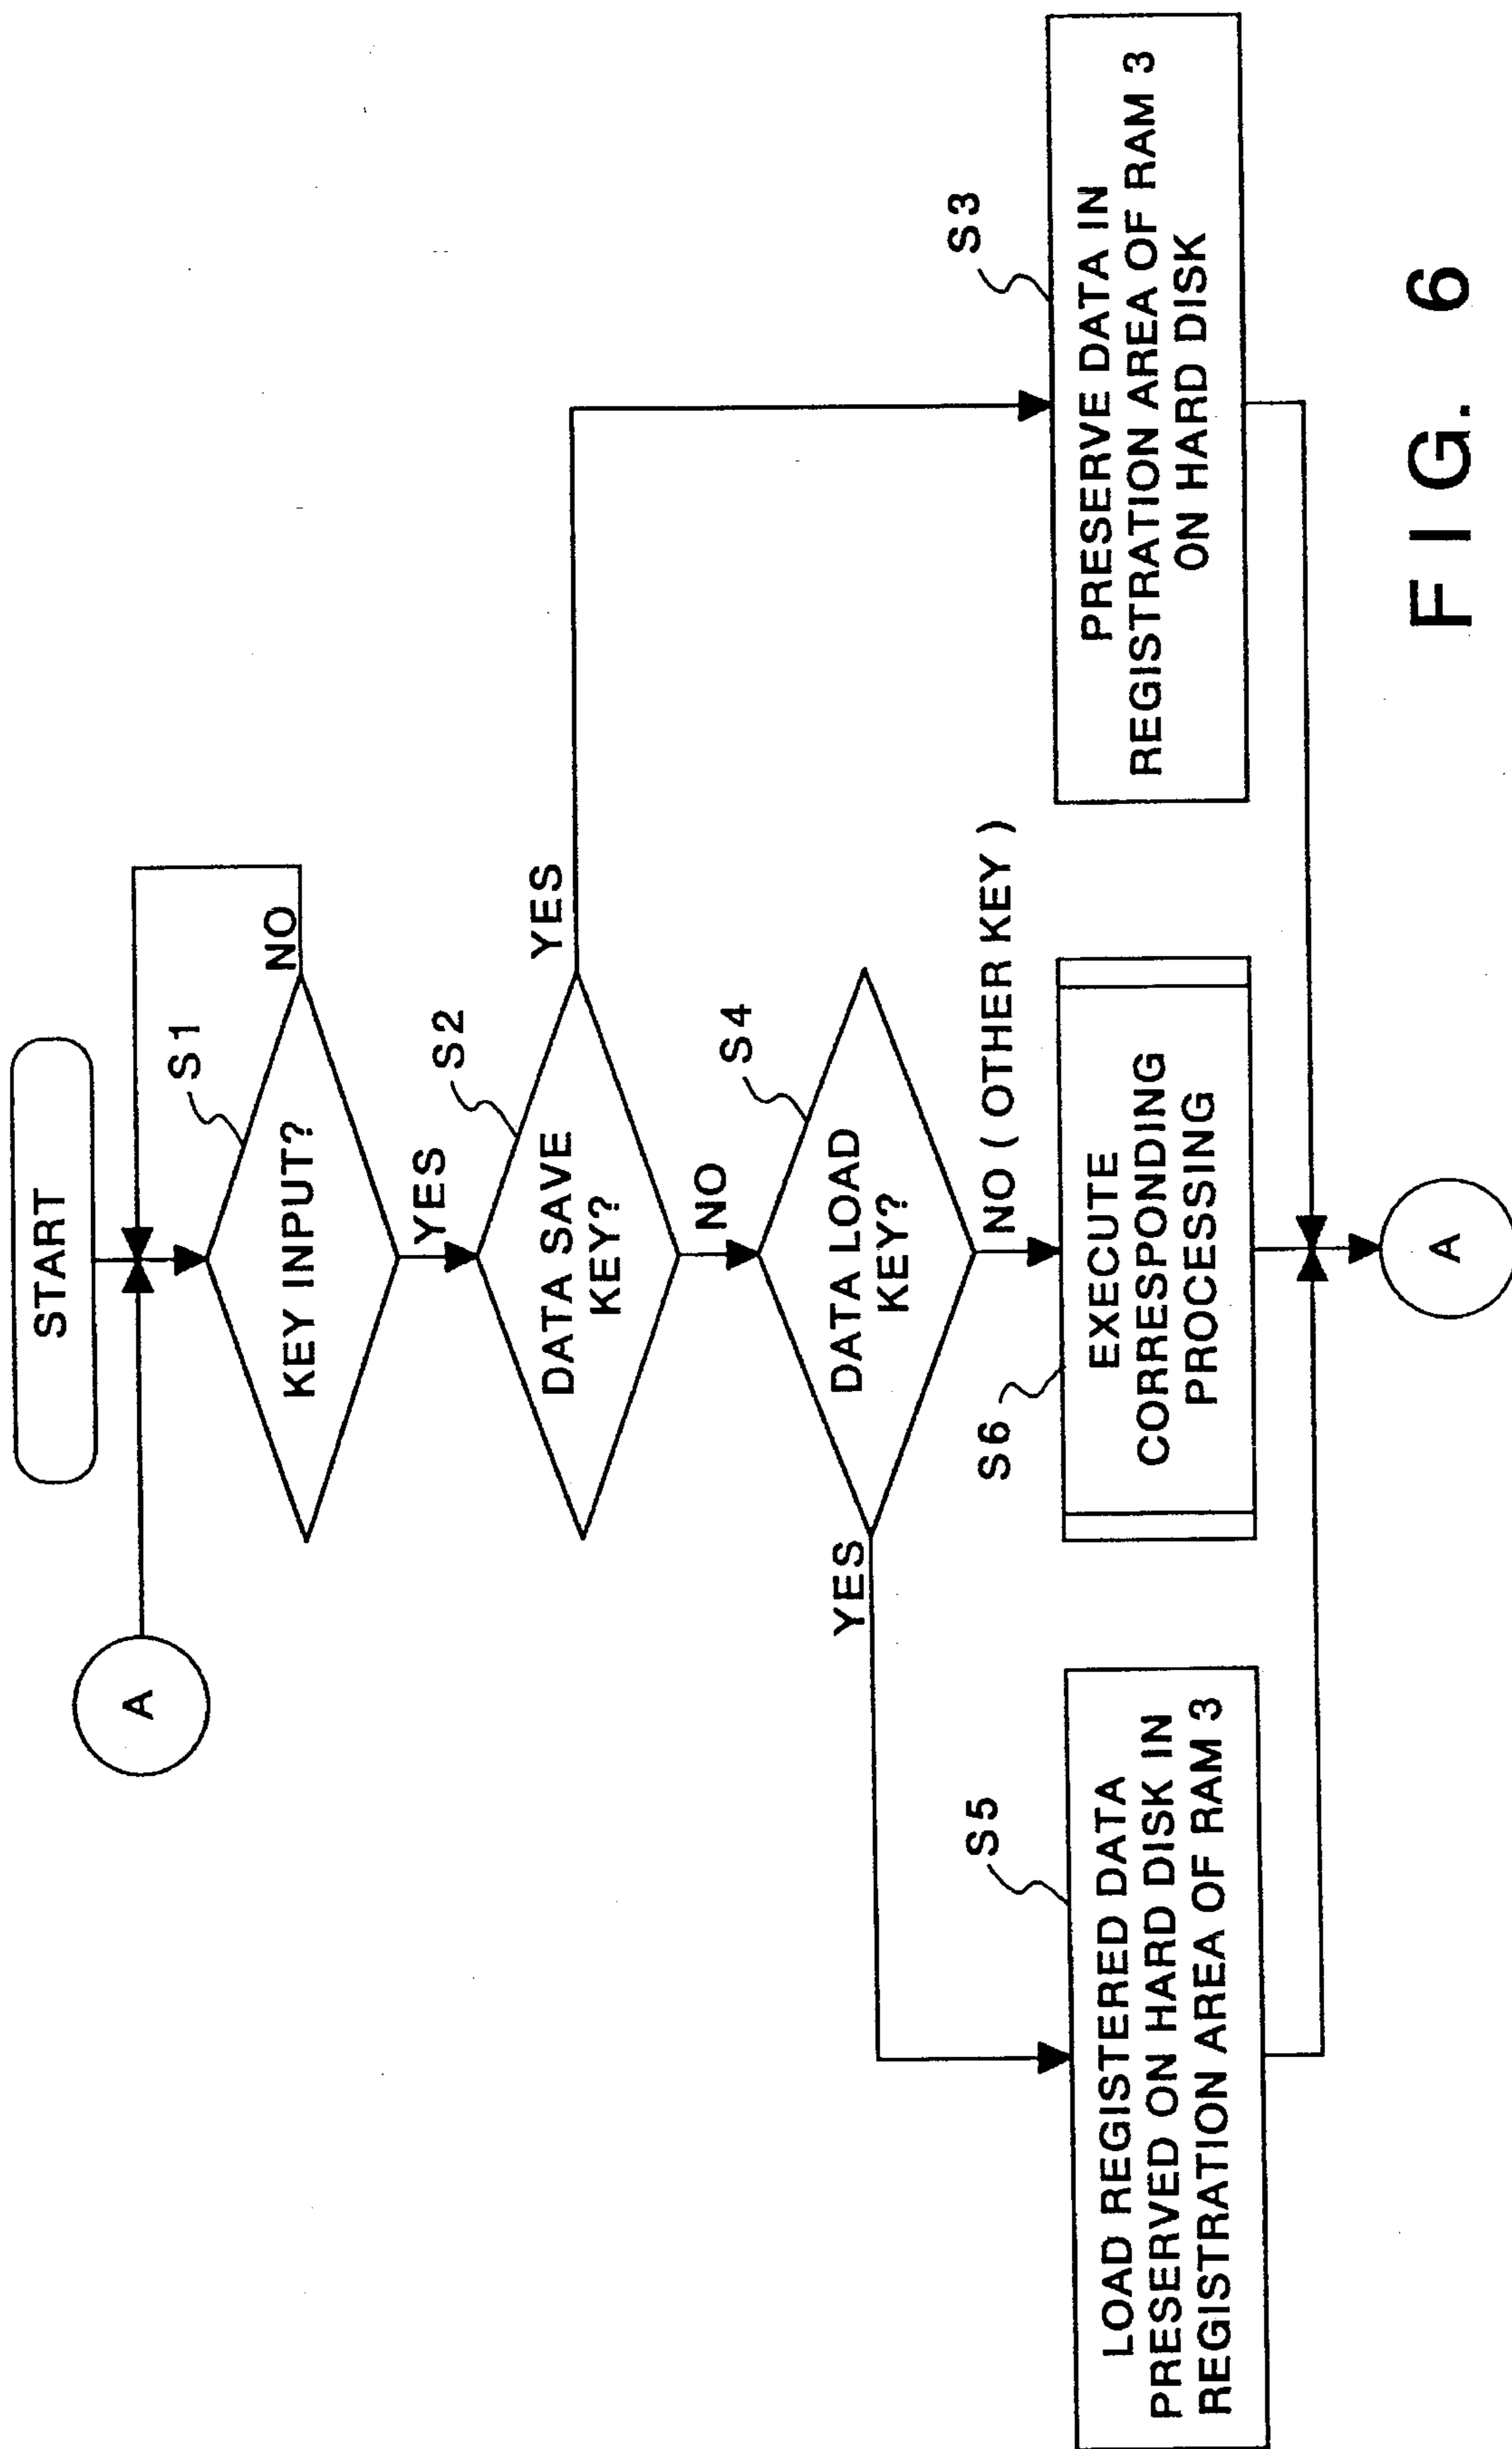 START
A
S1
KEY INPUT?
NO
YES
S2
DATA SAVE
KEY?
YES
NO
S4
DATA LOAD
KEY?
YES
NO ( OTHER KEY )
S5
LOAD REGISTERED DATA
PRESERVED ON HARD DISK IN
REGISTRATION AREA OF RAM 3
S6
EXECUTE
CORRESPONDING
PROCESSING
S3
PRESERVE DATA IN
REGISTRATION AREA OF RAM 3
ON HARD DISK
A
FIG. 6